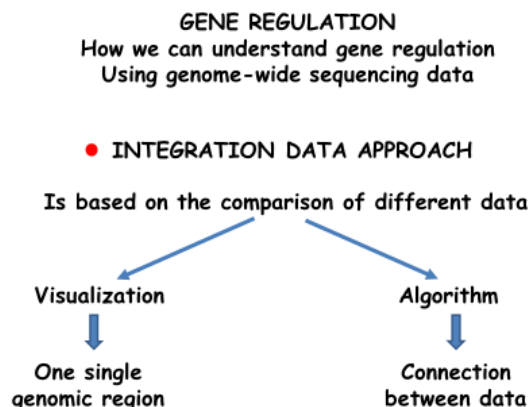 GENE REGULATION
How we can understand gene regulation
Using genome-wide sequencing data
INTEGRATION DATA APPROACH
Is based on the comparison of different data
Visualization
Algorithm
One single
genomic region
Connection
between data